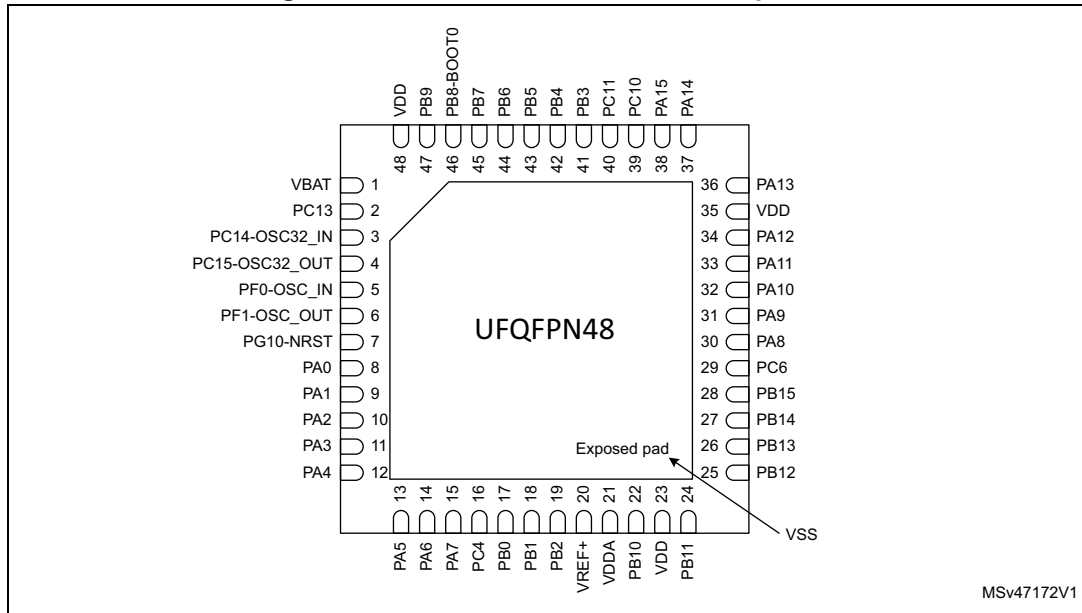 VDD
PB9
PB8-BOOT0
PB7
PB6
PB5
PB4
PB3
PC11
PC10
PA15
PA14
48
47
46
45
44
43
42
41
40
39
38
37
VBAT 1
PC13 2
PC14-OSC32_IN 3
PC15-OSC32_OUT 4
PF0-OSC_IN 5
PF1-OSC_OUT 6
PG10-NRST 7
PA0 8
PA1 9
PA2 10
PA3 11
PA4 12
36 PA13
35 VDD
34 PA12
33 PA11
32 PA10
31 PA9
30 PA8
29 PC6
28 PB15
27 PB14
26 PB13
25 PB12
UFQFPN48
Exposed pad
13
14
15
16
17
18
19
20
21
22
23
24
PA5
PA6
PA7
PC4
PB0
PB1
PB2
VREF+
VDDA
PB10
VDD
PB11
VSS
MSv47172V1